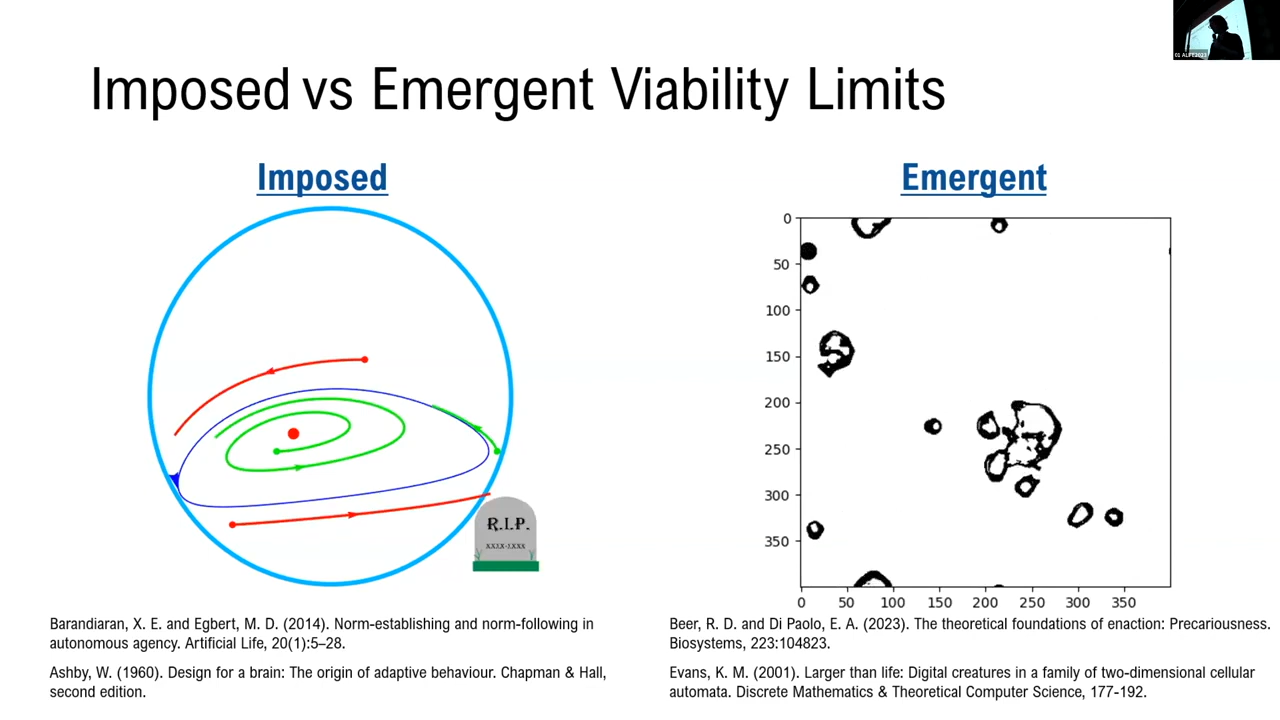 01 ALIFE2023
Imposed vs Emergent Viability Limits
Imposed
Emergent
R.I.P.
XXXX-XXXX
0
50
100
150
200
250
300
350
0 50 100 150 200 250 300 350
Barandiaran, X. E. and Egbert, M. D. (2014). Norm-establishing and norm-following in
autonomous agency. Artificial Life, 20(1):5–28.
Ashby, W. (1960). Design for a brain: The origin of adaptive behaviour. Chapman & Hall,
second edition.
Beer, R. D. and Di Paolo, E. A. (2023). The theoretical foundations of enaction: Precariousness.
Biosystems, 223:104823.
Evans, K. M. (2001). Larger than life: Digital creatures in a family of two-dimensional cellular
automata. Discrete Mathematics & Theoretical Computer Science, 177-192.